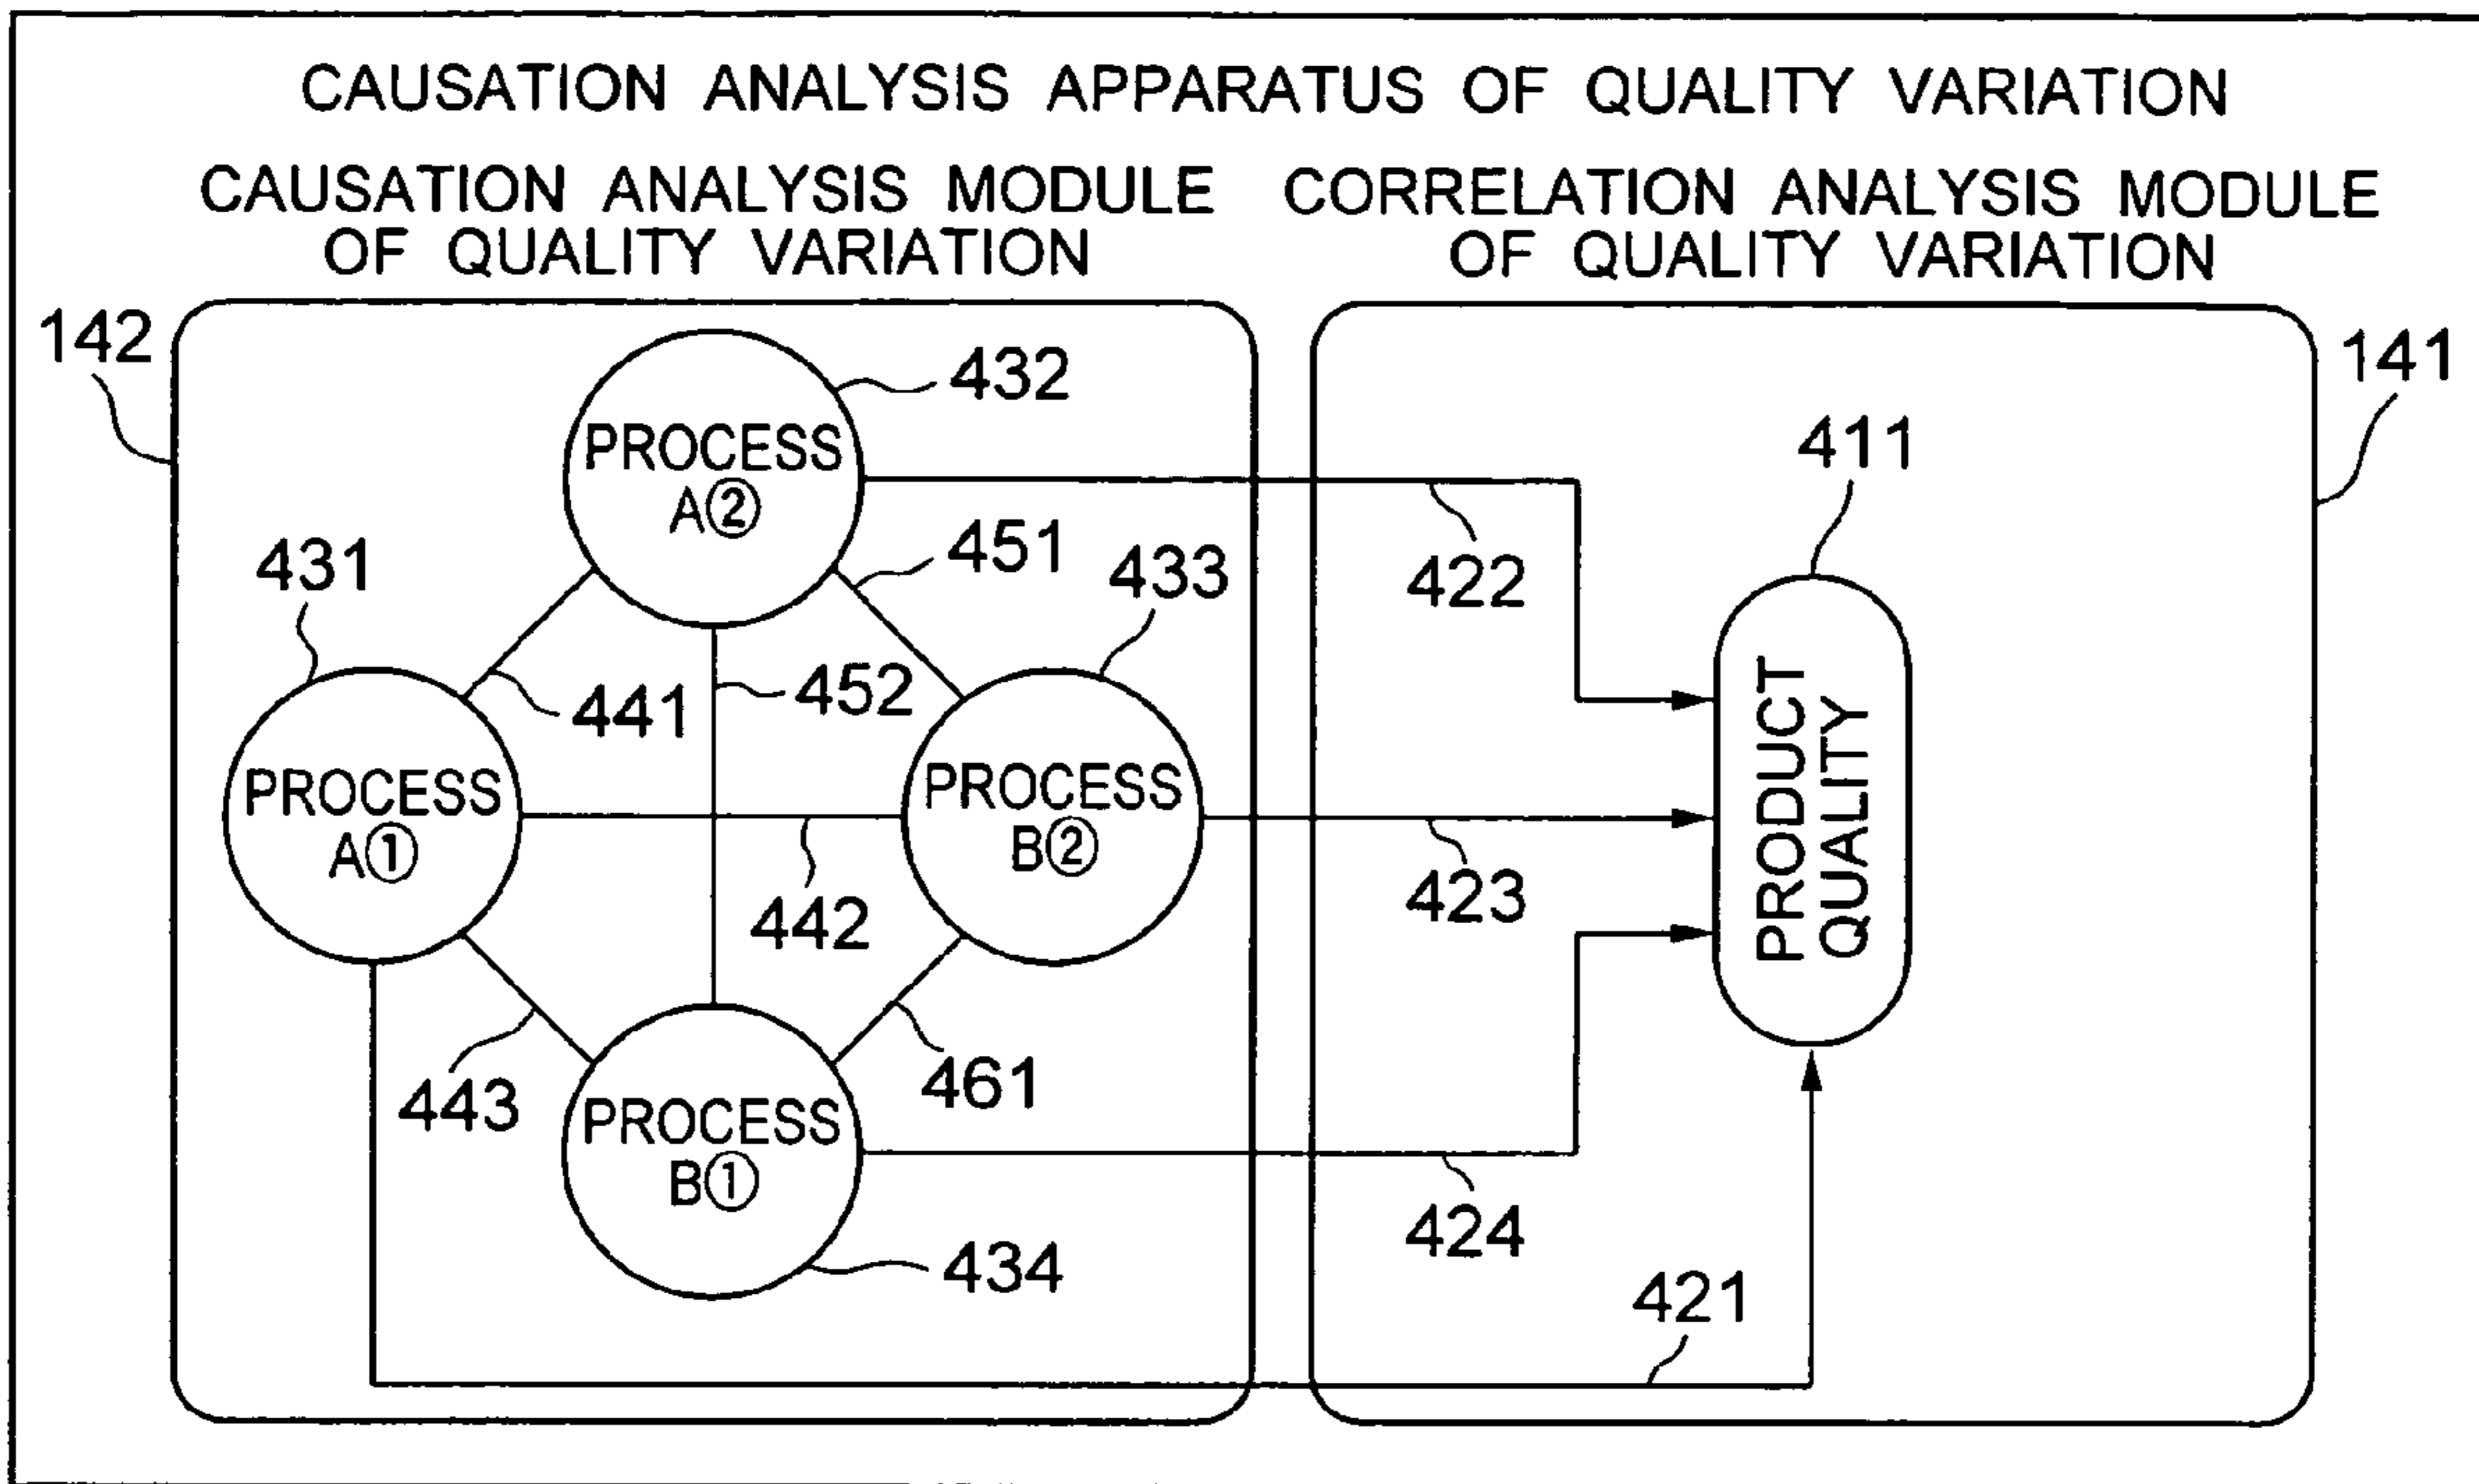 CAUSATION ANALYSIS APPARATUS OF QUALITY VARIATION
CAUSATION ANALYSIS MODULE
OF QUALITY VARIATION
CORRELATION ANALYSIS MODULE
OF QUALITY VARIATION
142
141
432
PROCESS
A②
411
451
422
431
433
441
452
PROCESS
A①
PROCESS
B②
PRODUCT
QUALITY
442
423
443
461
PROCESS
B①
424
434
421